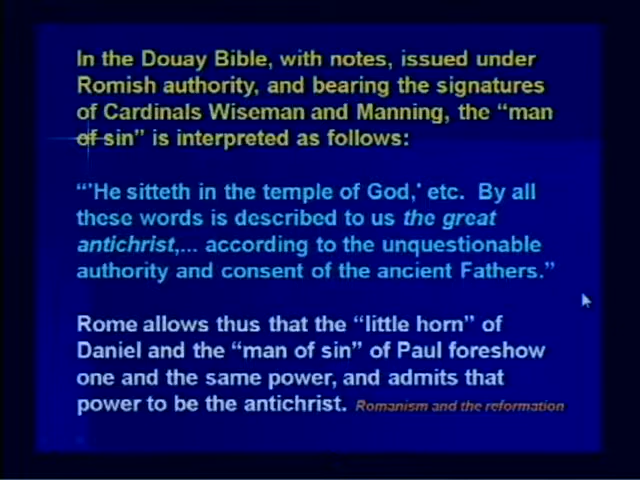 In the Douay Bible, with notes, issued under
Romish authority, and bearing the signatures
of Cardinals Wiseman and Manning, the “man
of sin” is interpreted as follows:
“’He sitteth in the temple of God,’ etc. By all
these words is described to us the great
antichrist,... according to the unquestionable
authority and consent of the ancient Fathers.”
Rome allows thus that the “little horn” of
Daniel and the “man of sin” of Paul foreshow
one and the same power, and admits that
power to be the antichrist. Romanism and the reformation